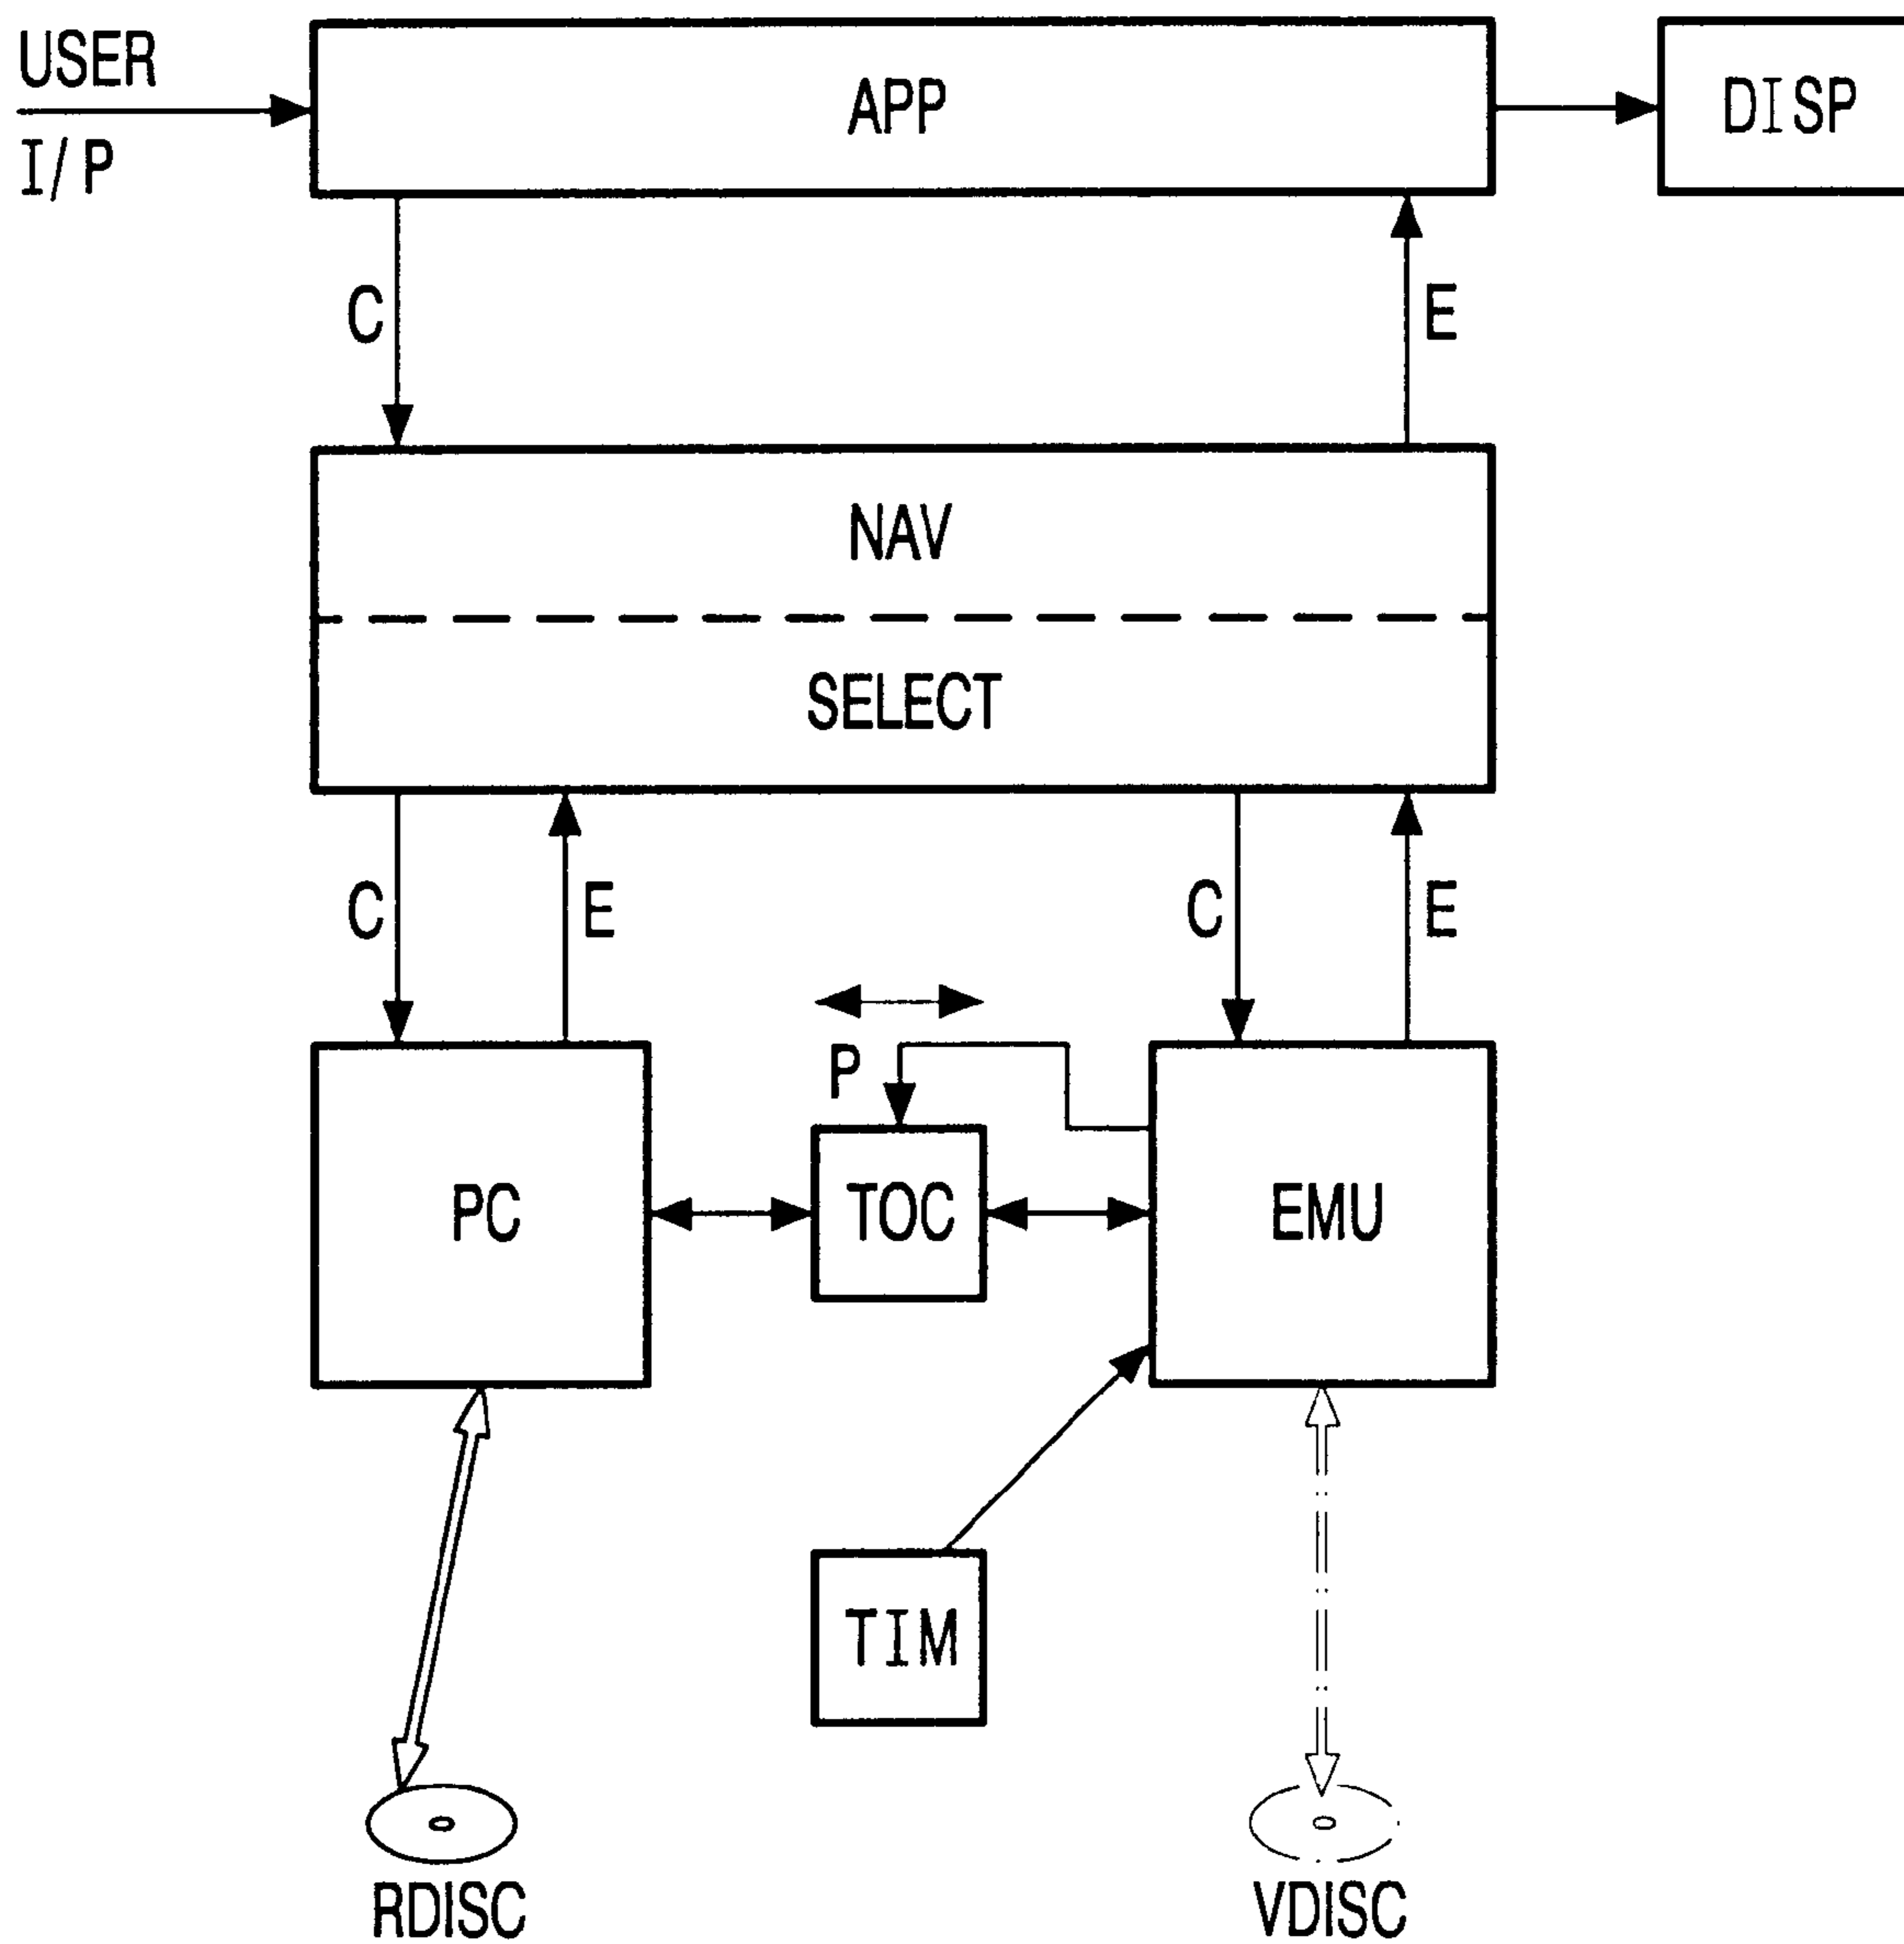 USER
I/P
APP
DISP
C
E
NAV
SELECT
C
E
C
E
P
PC
TOC
EMU
TIM
RDISC
VDISC